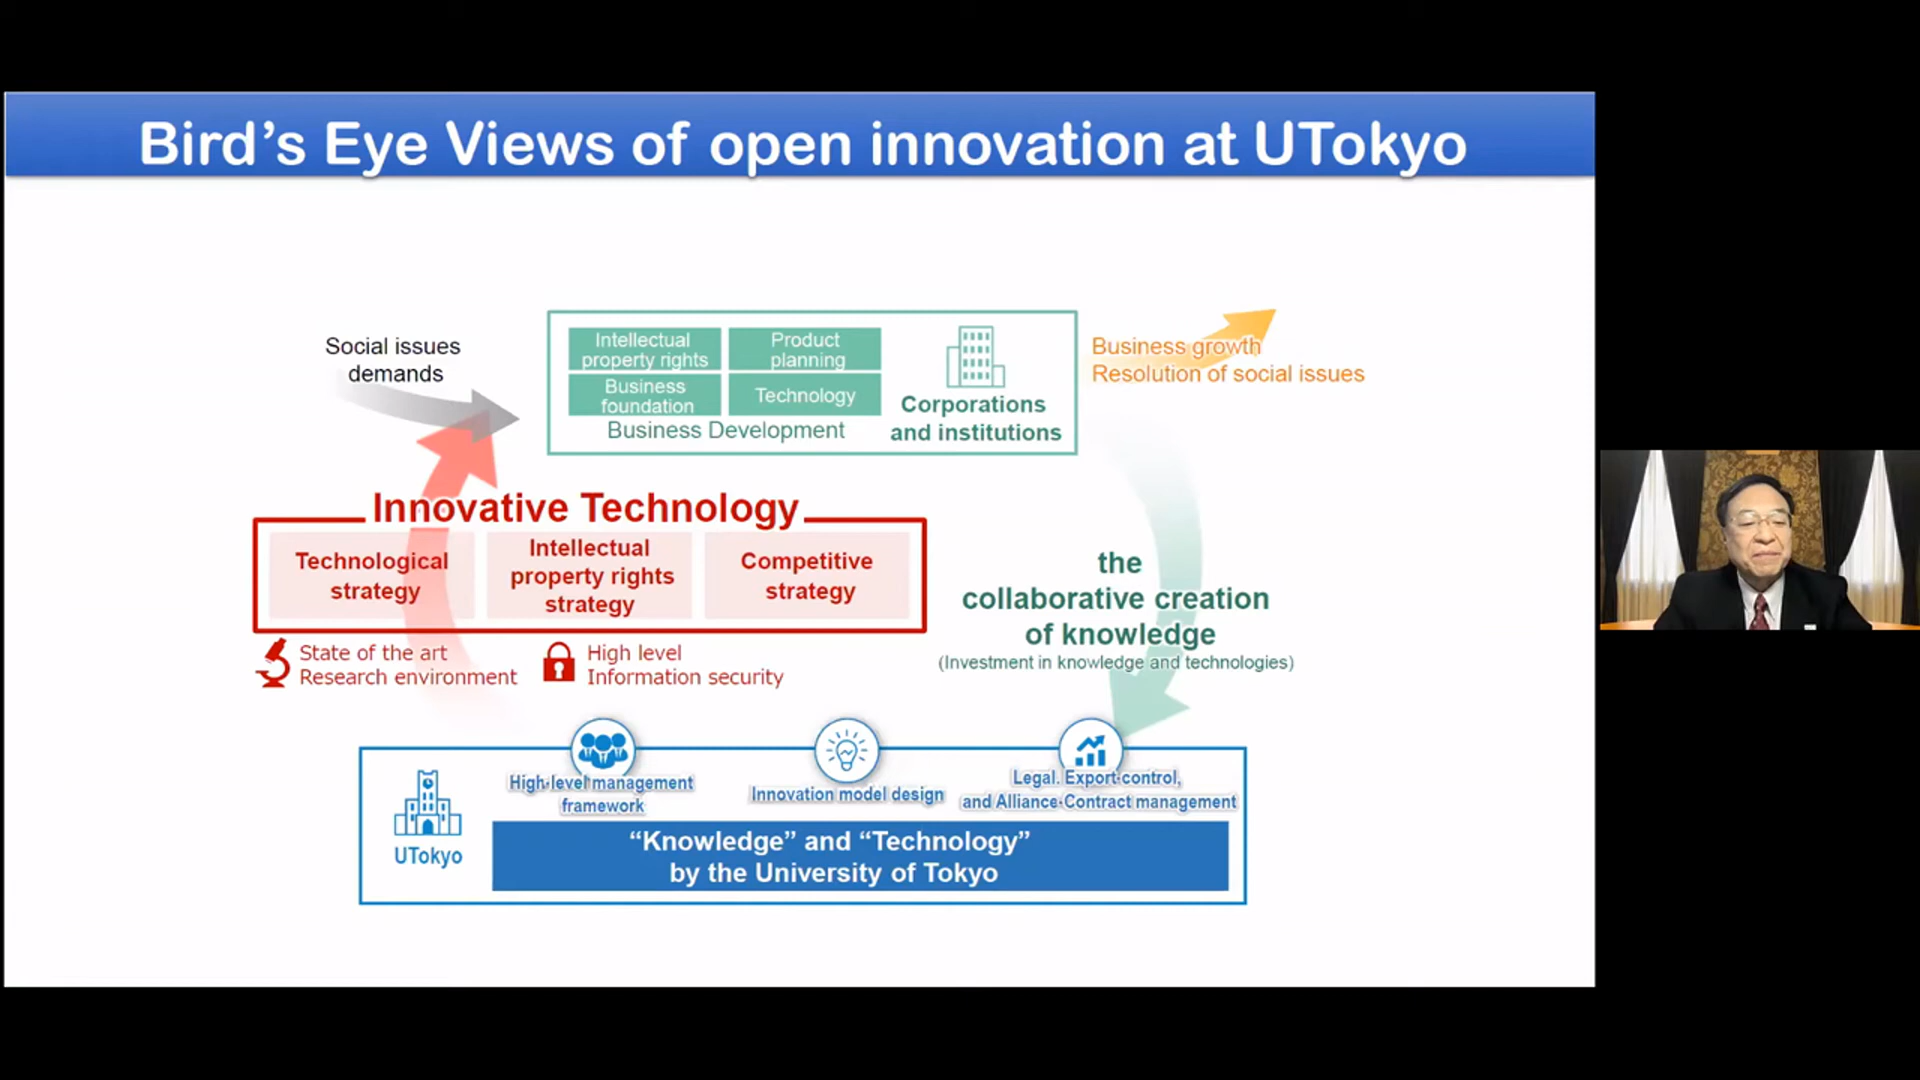 Bird's Eye Views of open innovation at UTokyo
Social issues
demands
Intellectual
property rights
Product
planning
Business
foundation
Technology
Business Development
Corporations
and institutions
Business growth
Resolution of social issues
Innovative Technology
Technological
strategy
Intellectual
property rights
strategy
Competitive
strategy
State of the art
Research environment
High level
Information security
the
collaborative creation
of knowledge
(Investment in knowledge and technologies)
High-level management
framework
Innovation model design
Legal. Export-control,
and Alliance-Contract management
UTokyo
“Knowledge” and “Technology”
by the University of Tokyo